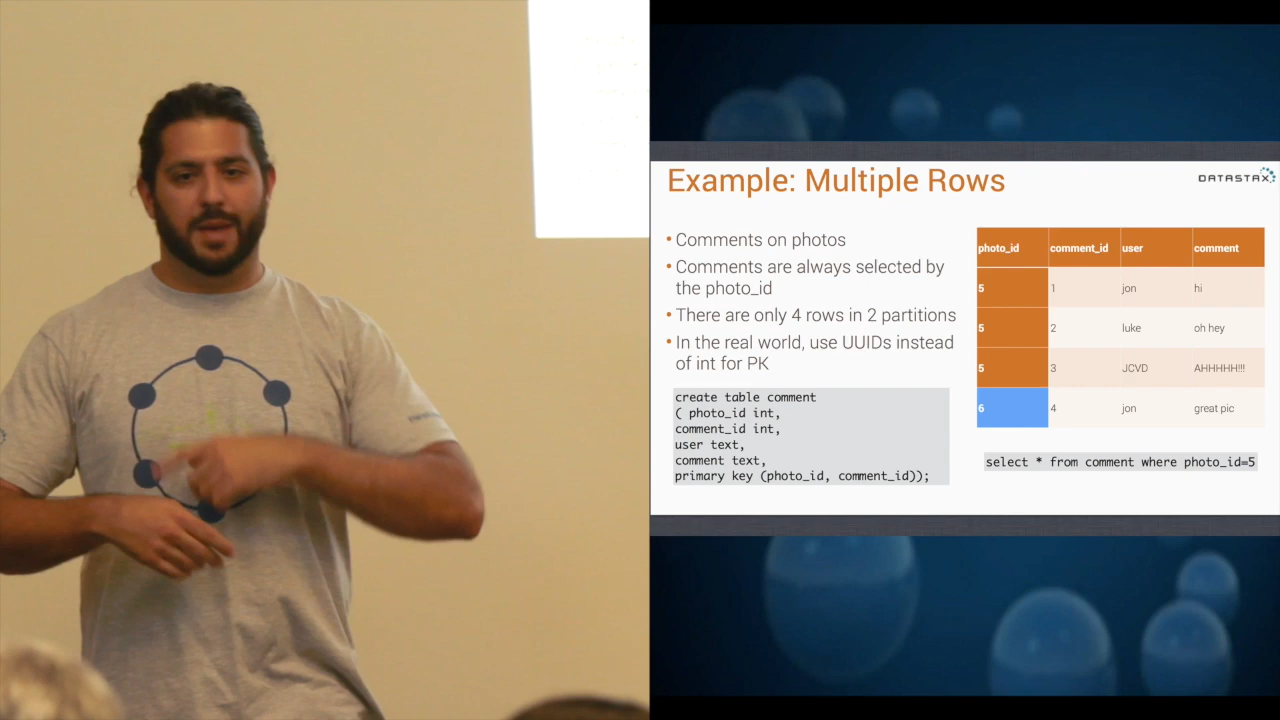 Example: Multiple Rows
DATASTAX
• Comments on photos
• Comments are always selected by
the photo_id
• There are only 4 rows in 2 partitions
• In the real world, use UUIDs instead
of int for PK
create table comment
( photo_id int,
comment_id int,
user text,
comment text,
primary key (photo_id, comment_id));
photo_id comment_id user comment
5 1 jon hi
5 2 luke oh hey
5 3 JCVD AHHHHH!!!
6 4 jon great pic
select * from comment where photo_id=5